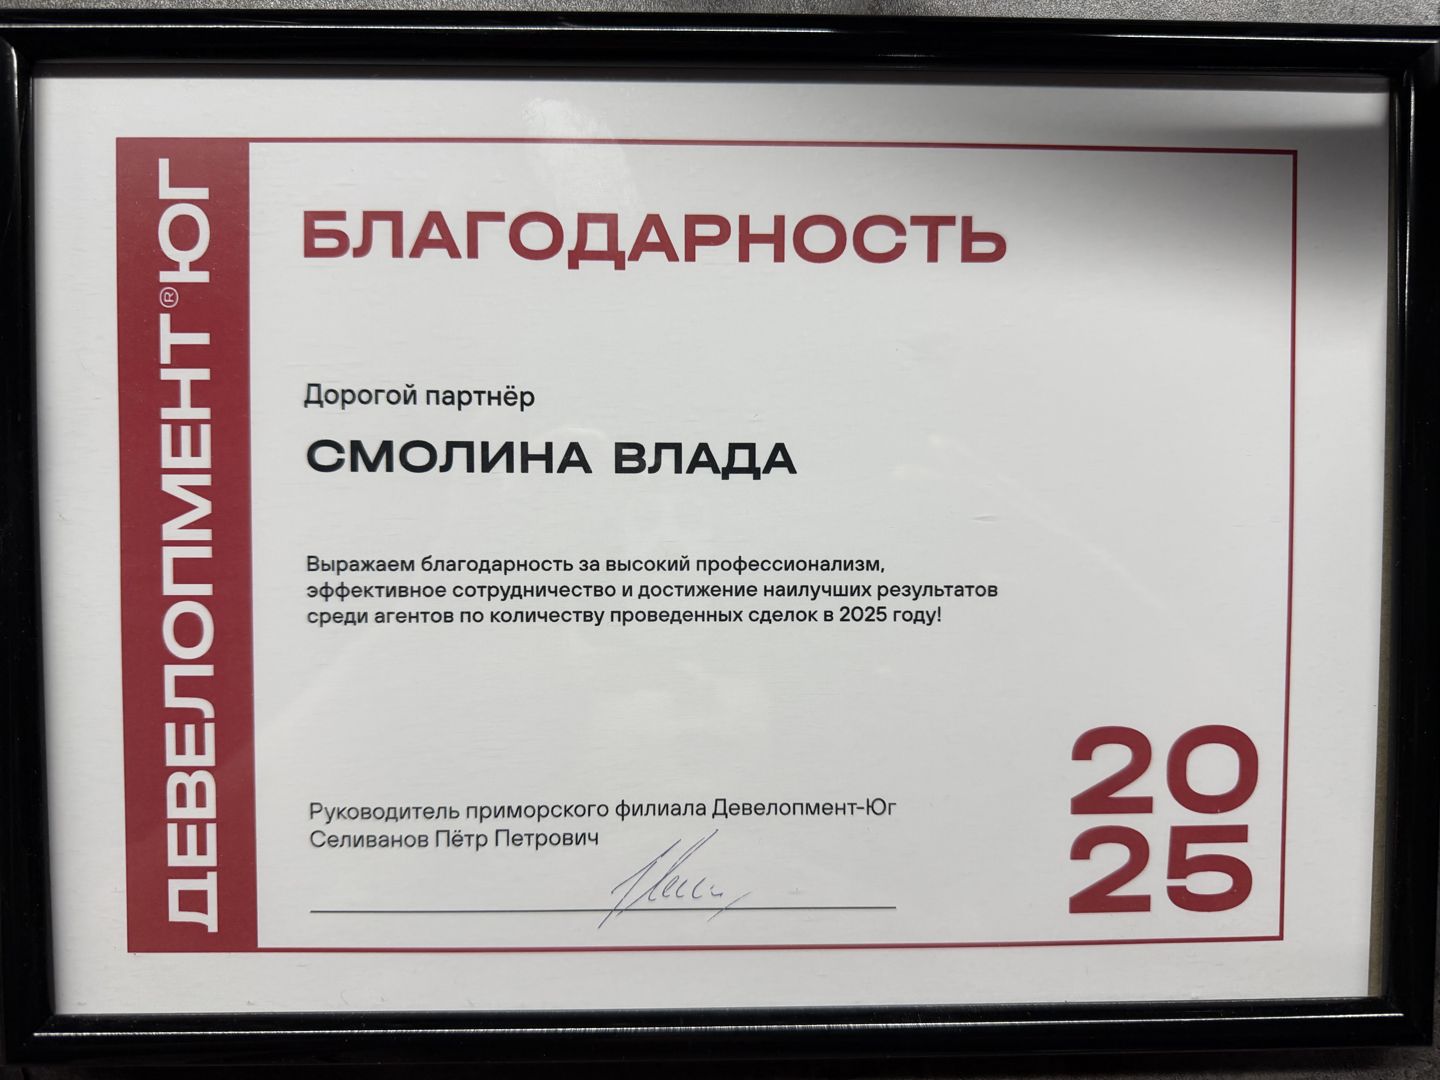 ДЕВЕЛОПМЕНТ®ЮГ
БЛАГОДАРНОСТЬ
Дорогой партнёр
СМОЛИНА ВЛАДА
Выражаем благодарность за высокий профессионализм,
эффективное сотрудничество и достижение наилучших результатов
среди агентов по количеству проведенных сделок в 2025 году!
Руководитель приморского филиала Девелопмент-Юг
Селиванов Пётр Петрович
20
25